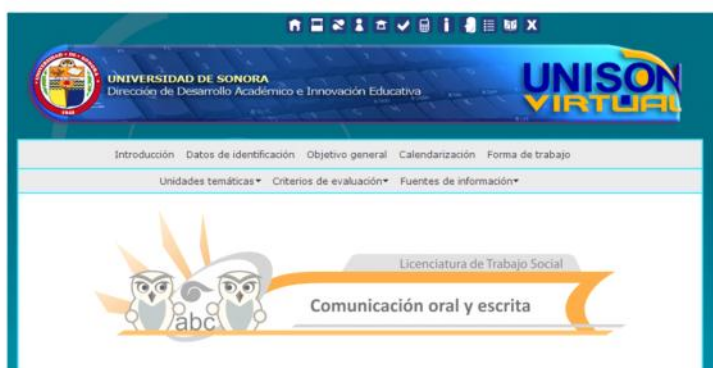 UNIVERSIDAD DE SONORA
Dirección de Desarrollo Académico e Innovación Educativa
UNISON
VIRTUAL
Introducción Datos de identificación Objetivo general Calendarización Forma de trabajo
Unidades temáticas Criterios de evaluación Fuentes de información
Licenciatura de Trabajo Social
Comunicación oral y escrita
abc